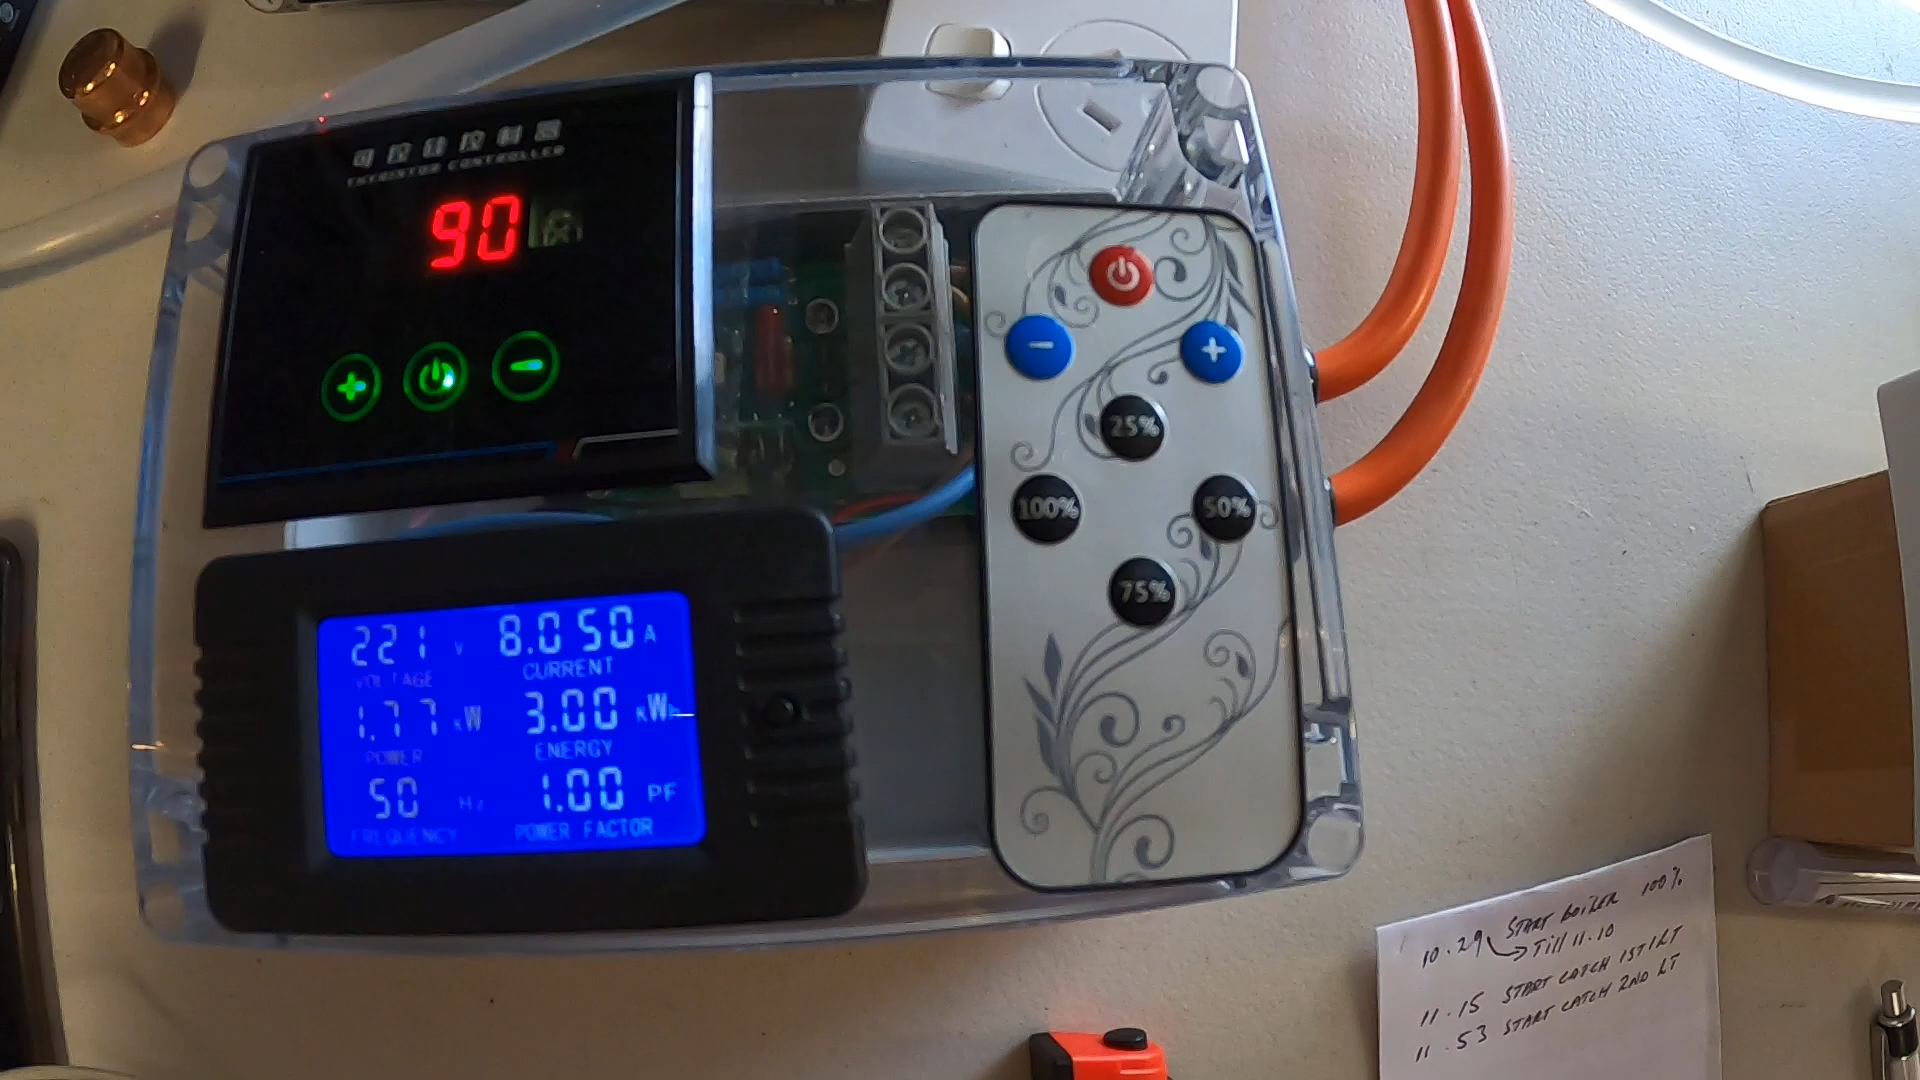 THYRISTOR CONTROLLER
90
25%
100%
50%
75%
221 V 8.050 A
VOLTAGE CURRENT
1.77 kW 3.00 kWh
POWER ENERGY
50 Hz 1.00 PF
FREQUENCY POWER FACTOR
10.29 START BOILER 100%
Till 11.10
11.15 START CATCH 1ST 1LT
11.53 START CATCH 2ND LT